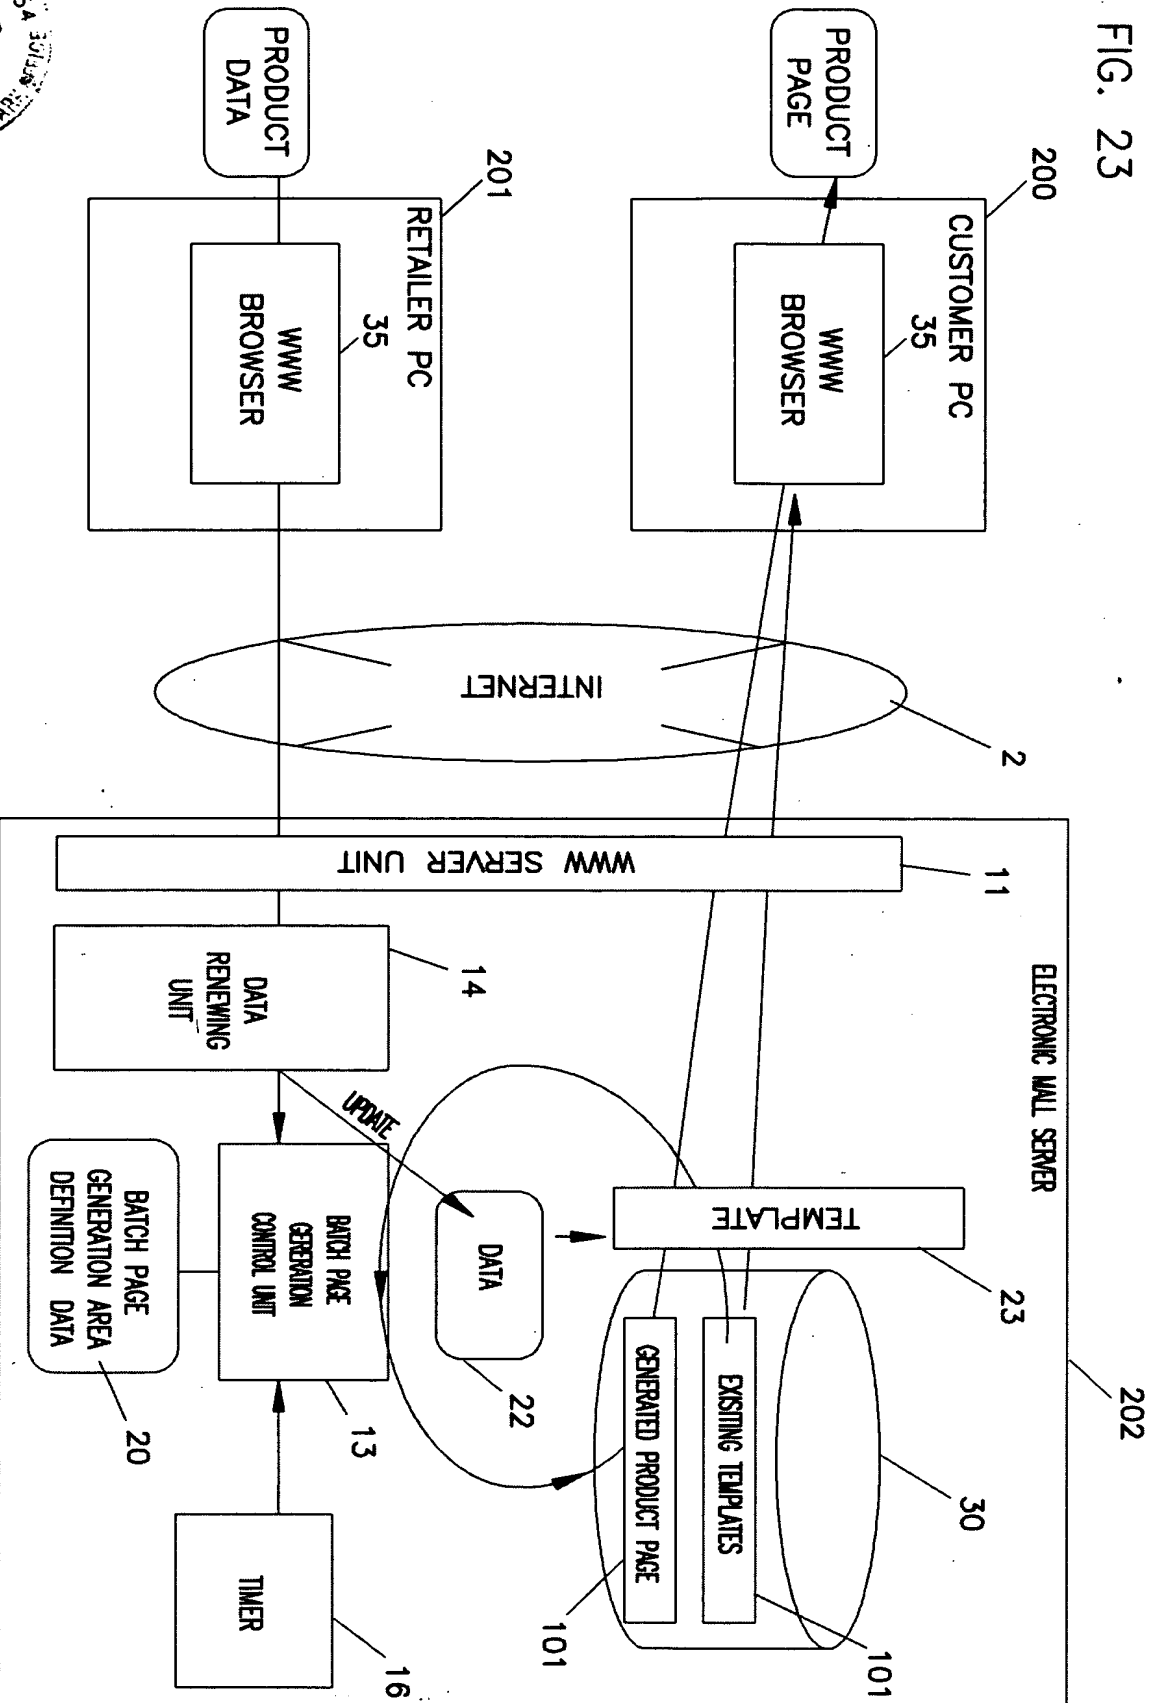 FIG. 23
PRODUCT
PAGE
200
CUSTOMER PC
35
WWW
BROWSER
PRODUCT
DATA
201
RETAILER PC
35
WWW
BROWSER
INTERNET
2
ELECTRONIC MALL SERVER
202
WWW SERVER UNIT
11
DATA
RENEWING
UNIT
14
UPDATE
BATCH PAGE
GERERATION
CONTROL UNIT
13
BATCH PAGE
GENERATION AREA
DEFINITION DATA
20
TIMER
16
DATA
22
TEMPLATE
23
30
EXISITING TEMPLATES
101
GENERATED PRODUCT PAGE
101